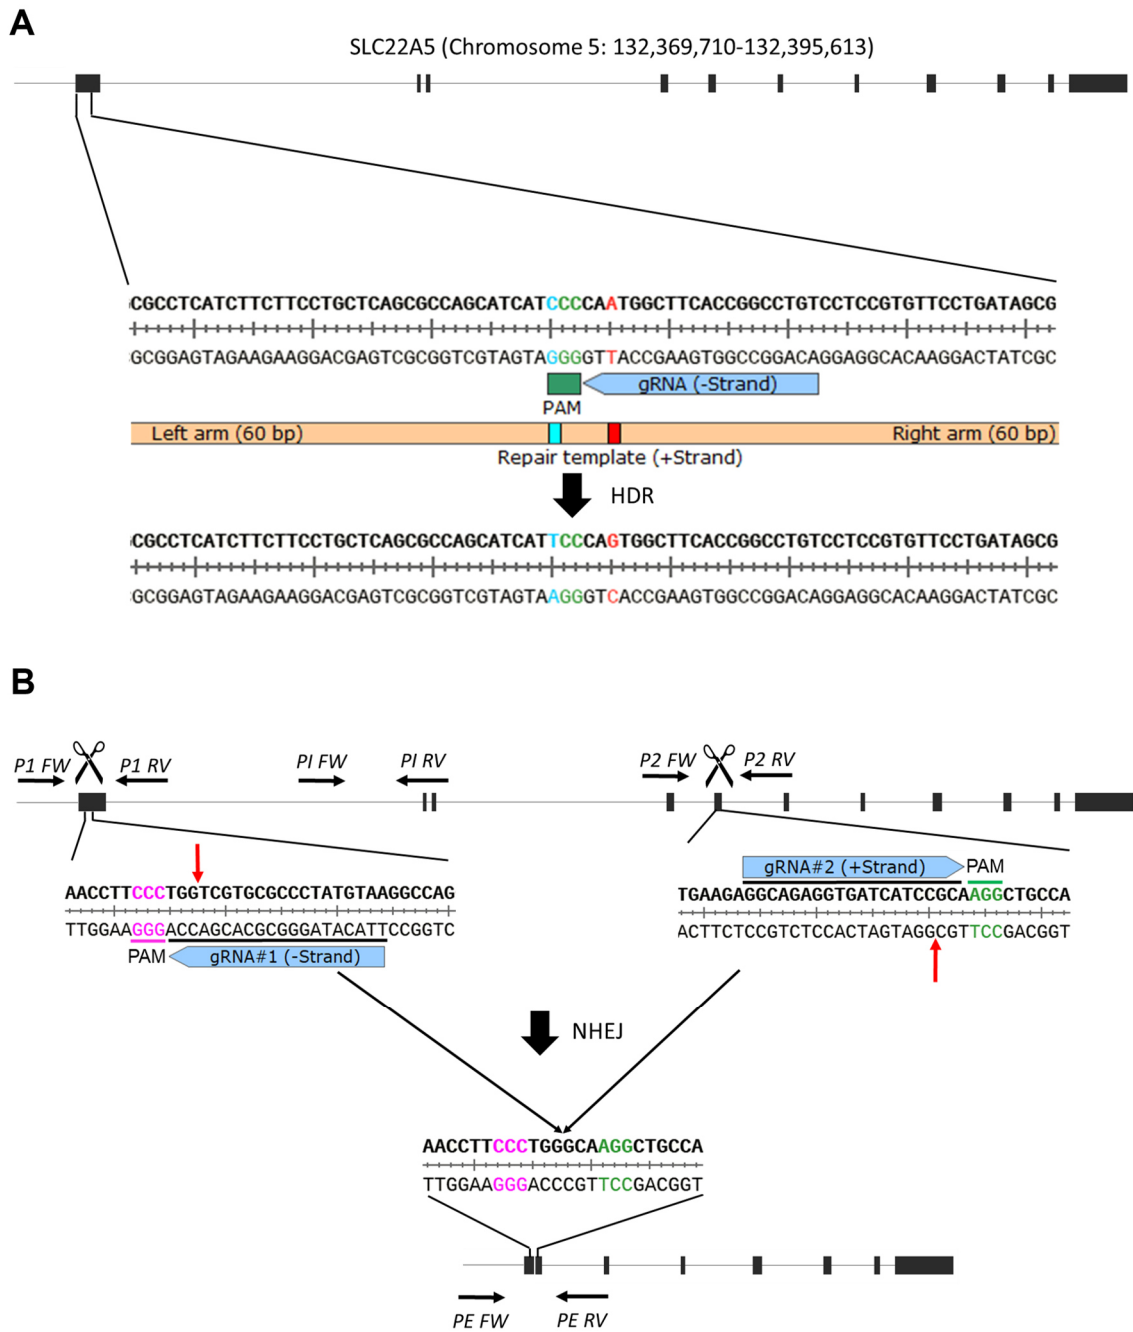 A
SLC22A5 (Chromosome 5: 132,369,710-132,395,613)
CGCCTCATCTTCTTCCTGCTCAGCGCCAGCATCATCCCCAATGGCTTCACCGGCCTGTCCTCCGTGTTCCTGATAGCG
GCGGAGTAGAAGAAGGACGAGTCGCGGTCGTAGTAGGGGTTACCGAAGTGGCCGGACAGGAGGCACAAGGACTATCGC
gRNA (-Strand)
PAM
Left arm (60 bp)
Right arm (60 bp)
Repair template (+Strand)
HDR
CGCCTCATCTTCTTCCTGCTCAGCGCCAGCATCATTCCCAGTGGCTTCACCGGCCTGTCCTCCGTGTTCCTGATAGCG
GCGGAGTAGAAGAAGGACGAGTCGCGGTCGTAGTAAGGGTCACCGAAGTGGCCGGACAGGAGGCACAAGGACTATCGC
B
P1 FW
P1 RV
PI FW
PI RV
P2 FW
P2 RV
gRNA#2 (+Strand)
PAM
AACCTTCCCTGGTCGTGCGCCCTATGTAAGGCCAG
TGAAGAGGCAGAGGTGATCATCCGCAAGGCTGCCA
TTGGAAGGGACCAGCACGCGGGATACATTCCGGTC
ACTTCTCCGTCTCCACTAGTAGGCGTTCCGACGGT
PAM
gRNA#1 (-Strand)
NHEJ
AACCTTCCCTGGGCAAGGCTGCCA
TTGGAAGGGACCCGTTCCGACGGT
PE FW
PE RV